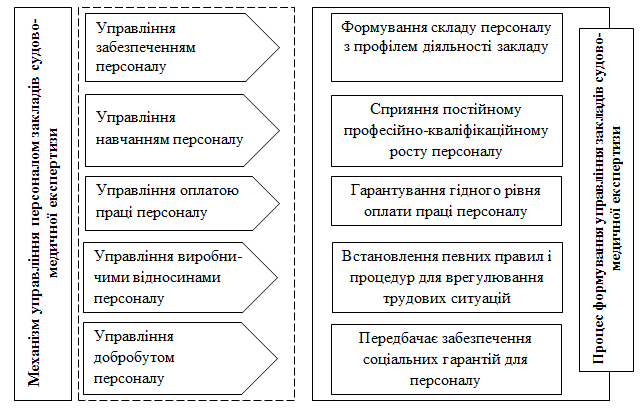 Механізм управління персоналом закладів судово-
медичної експертизи
Управління
забезпеченням
персоналу
Формування складу персоналу
з профілем діяльності закладу
Управління
навчанням персоналу
Сприяння постійному
професійно-кваліфікаційному
росту персоналу
Управління оплатою
праці персоналу
Гарантування гідного рівня
оплати праці персоналу
Управління виробни-
чими відносинами
персоналу
Встановлення певних правил і
процедур для врегулювання
трудових ситуацій
Управління
добробутом
персоналу
Передбачає забезпечення
соціальних гарантій для
персоналу
Процес формування управління закладів судово-
медичної експертизи